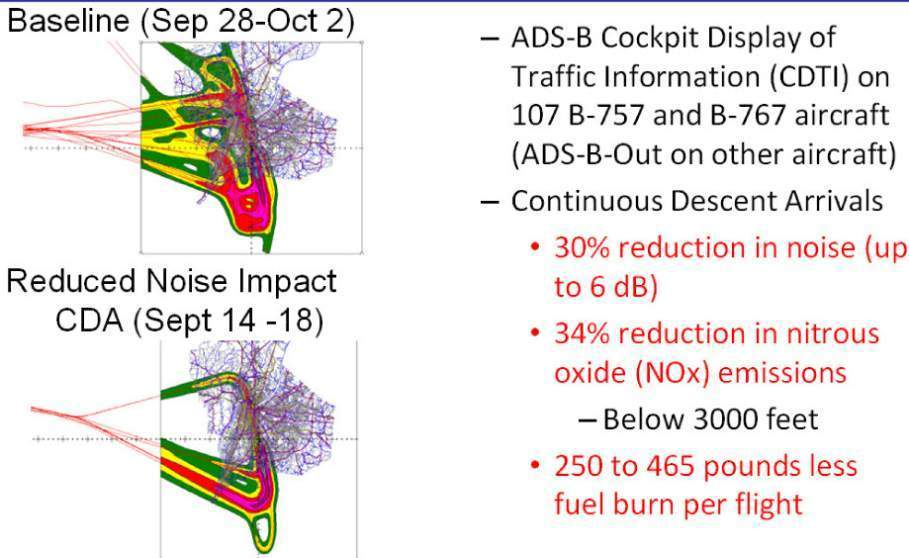 Baseline (Sep 28-Oct 2)
Reduced Noise Impact
CDA (Sept 14 -18)
– ADS-B Cockpit Display of
Traffic Information (CDTI) on
107 B-757 and B-767 aircraft
(ADS-B-Out on other aircraft)
– Continuous Descent Arrivals
• 30% reduction in noise (up
to 6 dB)
• 34% reduction in nitrous
oxide (NOx) emissions
– Below 3000 feet
• 250 to 465 pounds less
fuel burn per flight